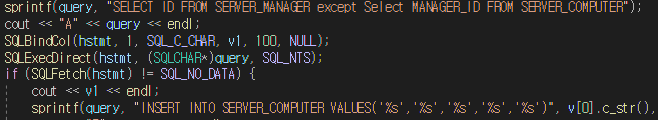 sprintf(query, "SELECT ID FROM SERVER_MANAGER except Select MANAGER_ID FROM SERVER_COMPUTER");
cout << "A" << query << endl;
SQLBindCol(hstmt, 1, SQL_C_CHAR, v1, 100, NULL);
SQLExecDirect(hstmt, (SQLCHAR*)query, SQL_NTS);
if (SQLFetch(hstmt) != SQL_NO_DATA) {
cout << v1 << endl;
sprintf(query, "INSERT INTO SERVER_COMPUTER VALUES('%s','%s','%s','%s','%s')", v[0].c_str(),